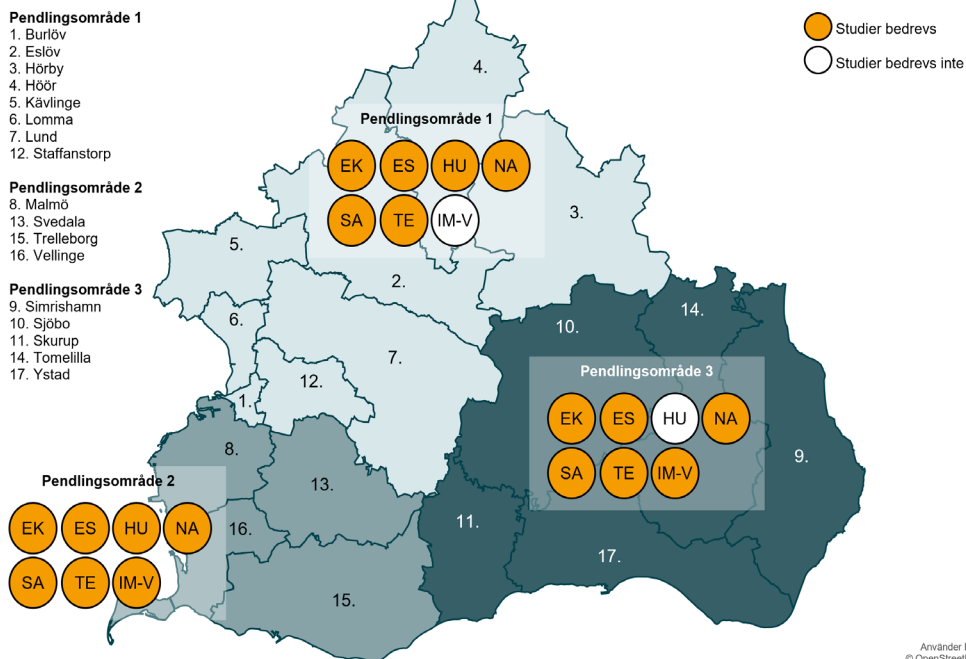 Pendlingsområde 1
1. Burlöv
2. Eslöv
3. Hörby
4. Höör
5. Kävlinge
6. Lomma
7. Lund
12. Staffanstorp
Pendlingsområde 2
8. Malmö
13. Svedala
15. Trelleborg
16. Vellinge
Pendlingsområde 3
9. Simrishamn
10. Sjöbo
11. Skurup
14. Tomelilla
17. Ystad
Studier bedrevs
Studier bedrevs inte
4.
Pendlingsområde 1
EK ES HU NA
SA TE IM-V
3.
5.
2.
6.
7.
12.
1.
10.
14.
Pendlingsområde 3
EK ES HU NA
SA TE IM-V
9.
8.
13.
Pendlingsområde 2
EK ES HU NA
SA TE IM-V
16.
11.
17.
15.
Använder